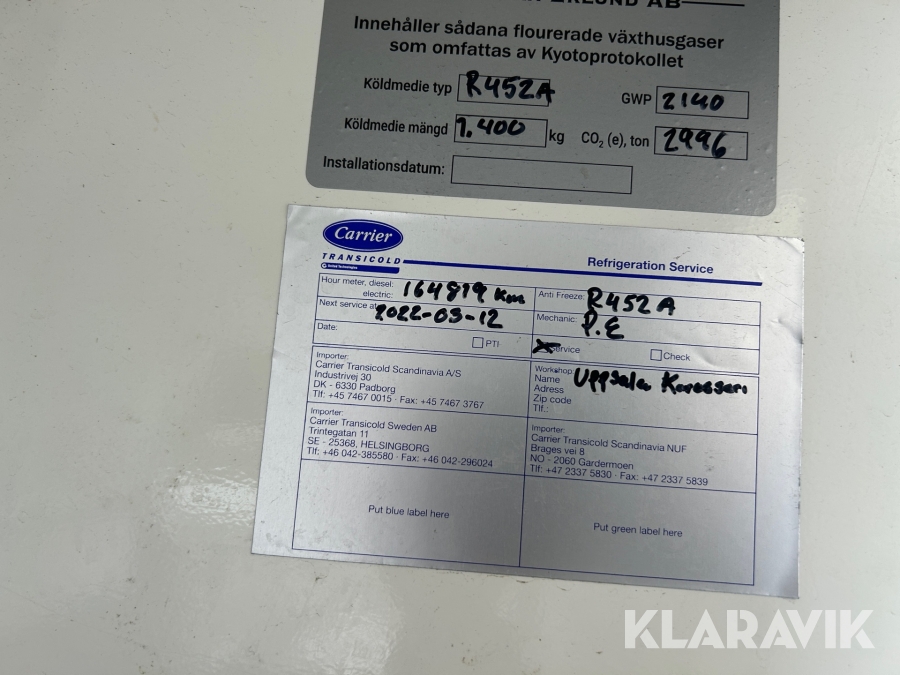 EKLUND AB
Innehåller sådana flourerade växthusgaser
som omfattas av Kyotoprotokollet
Köldmedie typ R452A GWP 2140
Köldmedie mängd 1.400 kg CO₂ (e), ton 2996
Installationsdatum:
Carrier
TRANSICOLD
United Technologies
Refrigeration Service
Hour meter, diesel:
electric: 164819 km
Anti Freeze: R452A
Next service at 2022-03-12
Mechanic: P.E
Date: PTI
Service Check
Importer:
Carrier Transicold Scandinavia A/S
Industrivej 30
DK - 6330 Padborg
Tlf: +45 7467 0015 · Fax: +45 7467 3767
Workshop
Name Uppsala
Adress
Zip code
Tlf.:
Importer:
Carrier Transicold Sweden AB
Trintegatan 11
SE - 25368, HELSINGBORG
Tlf: +46 042-385580 · Fax: +46 042-296024
Importer:
Carrier Transicold Scandinavia NUF
Brages vei 8
NO - 2060 Gardermoen
Tlf: +47 2337 5830 · Fax: +47 2337 5839
Put blue label here
Put green label here
KLARAVIK